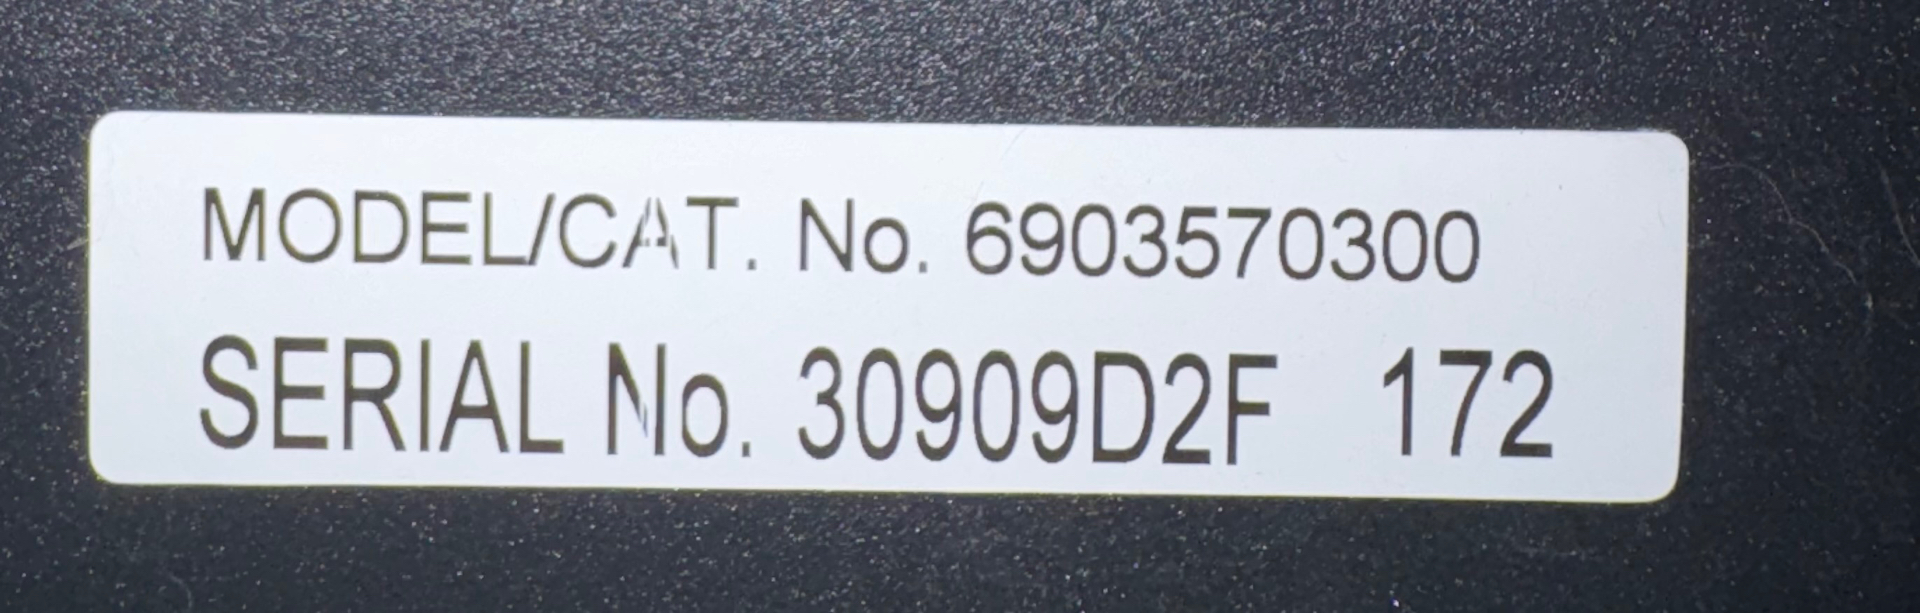 MODEL/CAT. No. 6903570300
SERIAL No. 30909D2F 172